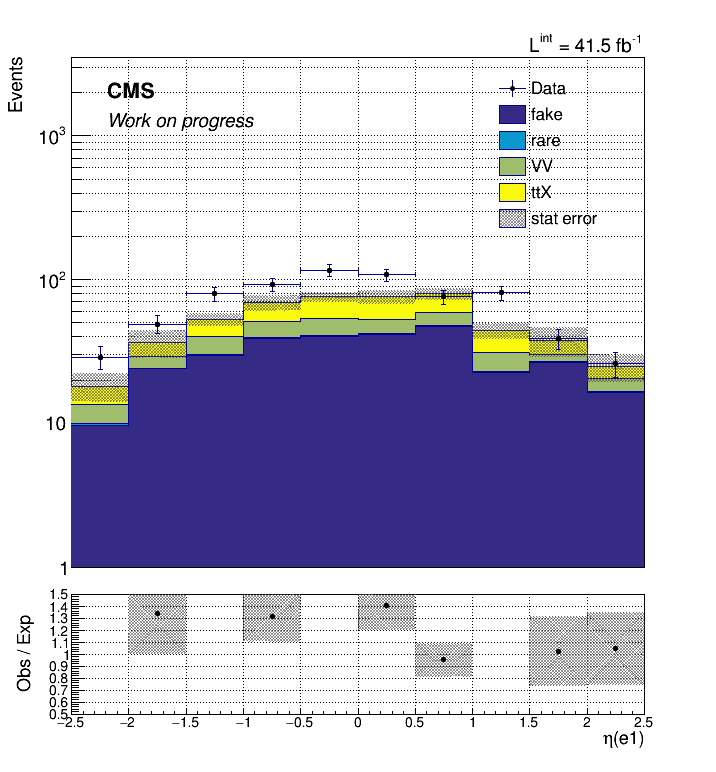 L^int = 41.5 fb^-1
Events
CMS
Work on progress
Data
fake
rare
VV
ttX
stat error
10^3
10^2
10
1
Obs / Exp
1.5
1.4
1.3
1.2
1.1
1
0.9
0.8
0.7
0.6
0.5
−2.5 −2 −1.5 −1 −0.5 0 0.5 1 1.5 2 2.5
η(e1)